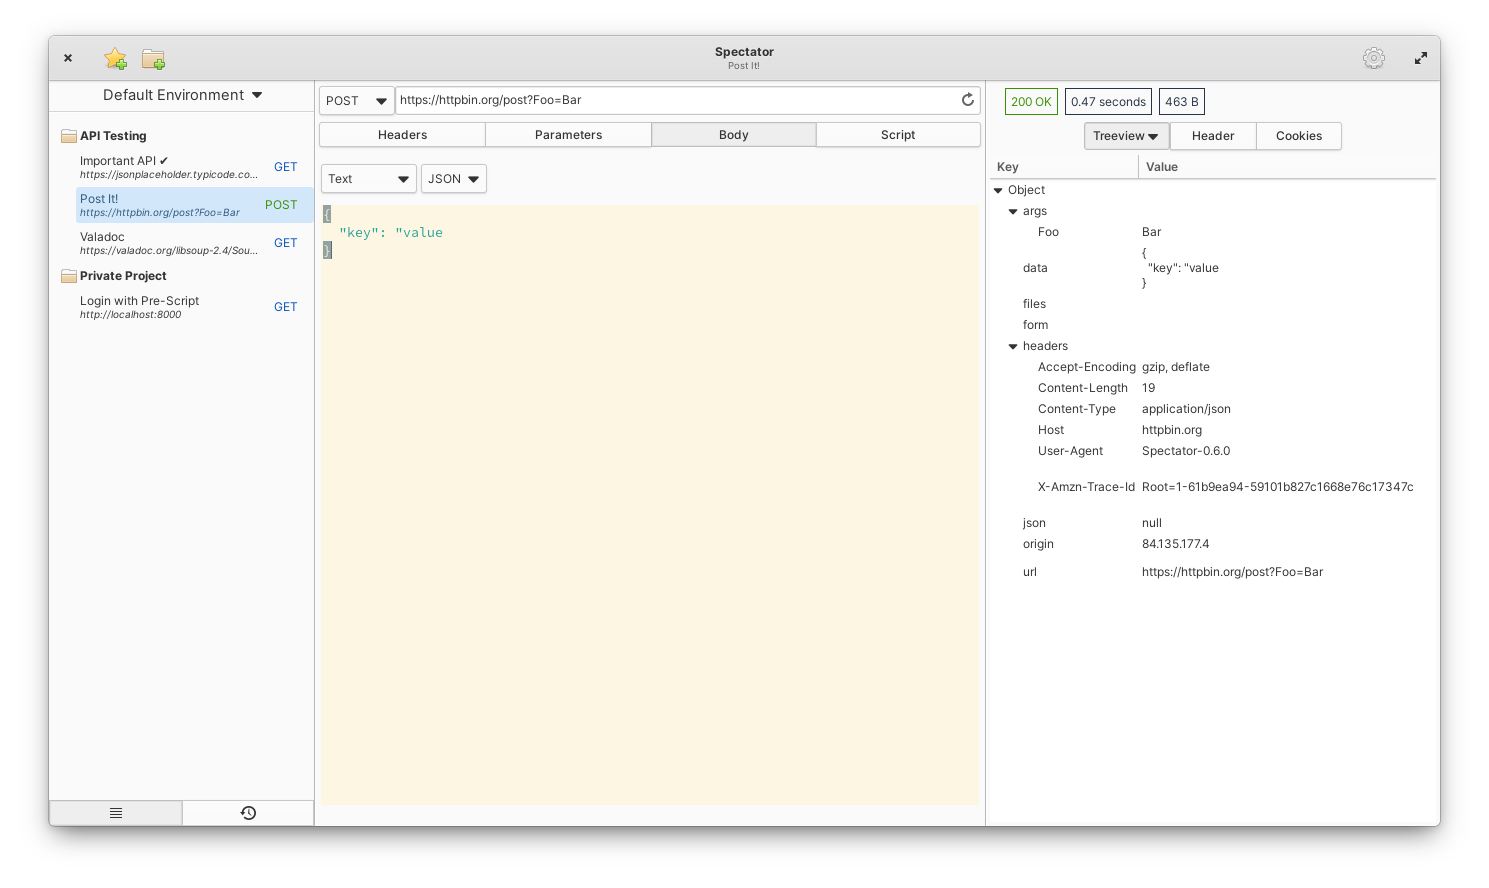 Spectator
Post It!
Default Environment
API Testing
Important API ✔
https://jsonplaceholder.typicode.co...
GET
Post It!
https://httpbin.org/post?Foo=Bar
POST
Valadoc
https://valadoc.org/libsoup-2.4/Sou...
GET
Private Project
Login with Pre-Script
http://localhost:8000
GET
POST
https://httpbin.org/post?Foo=Bar
Headers
Parameters
Body
Script
Text
JSON
{
  "key": "value
}
200 OK
0.47 seconds
463 B
Treeview
Header
Cookies
Key Value
Object
args
Foo Bar
data {
  "key": "value
}
files
form
headers
Accept-Encoding gzip, deflate
Content-Length 19
Content-Type application/json
Host httpbin.org
User-Agent Spectator-0.6.0
X-Amzn-Trace-Id Root=1-61b9ea94-59101b827c1668e76c17347c
json null
origin 84.135.177.4
url https://httpbin.org/post?Foo=Bar